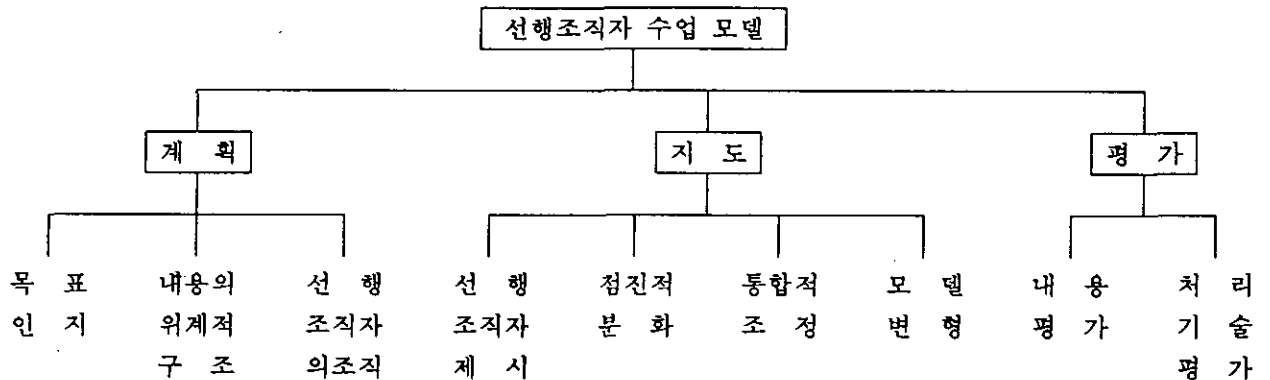 선행조직자 수업 모델
계 획 지 도 평 가
목 표 내용의 선 행 선 행 점진적 통합적 모 델 내 용 처 리
인 지 위계적 조직자 조직자 분 화 조 정 변 형 평 가 기 술
구 조 의조직 제 시 평 가